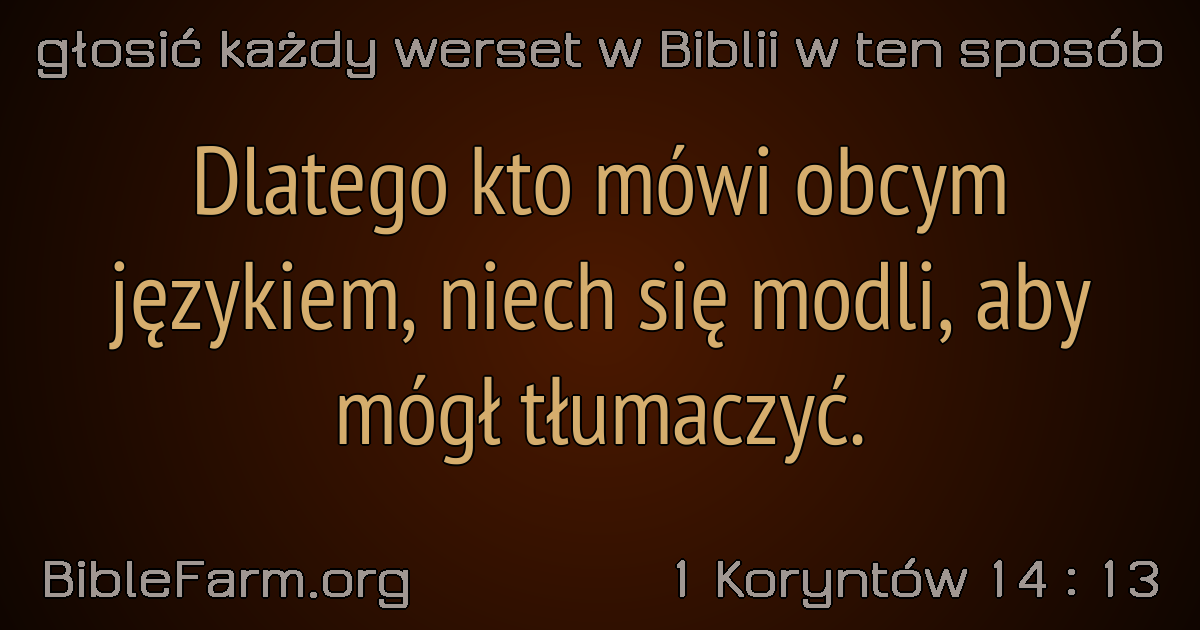 głosić każdy werset w Biblii w ten sposób
Dlatego kto mówi obcym
językiem, niech się modli, aby
mógł tłumaczyć.
BibleFarm.org
1 Koryntów 14 : 13